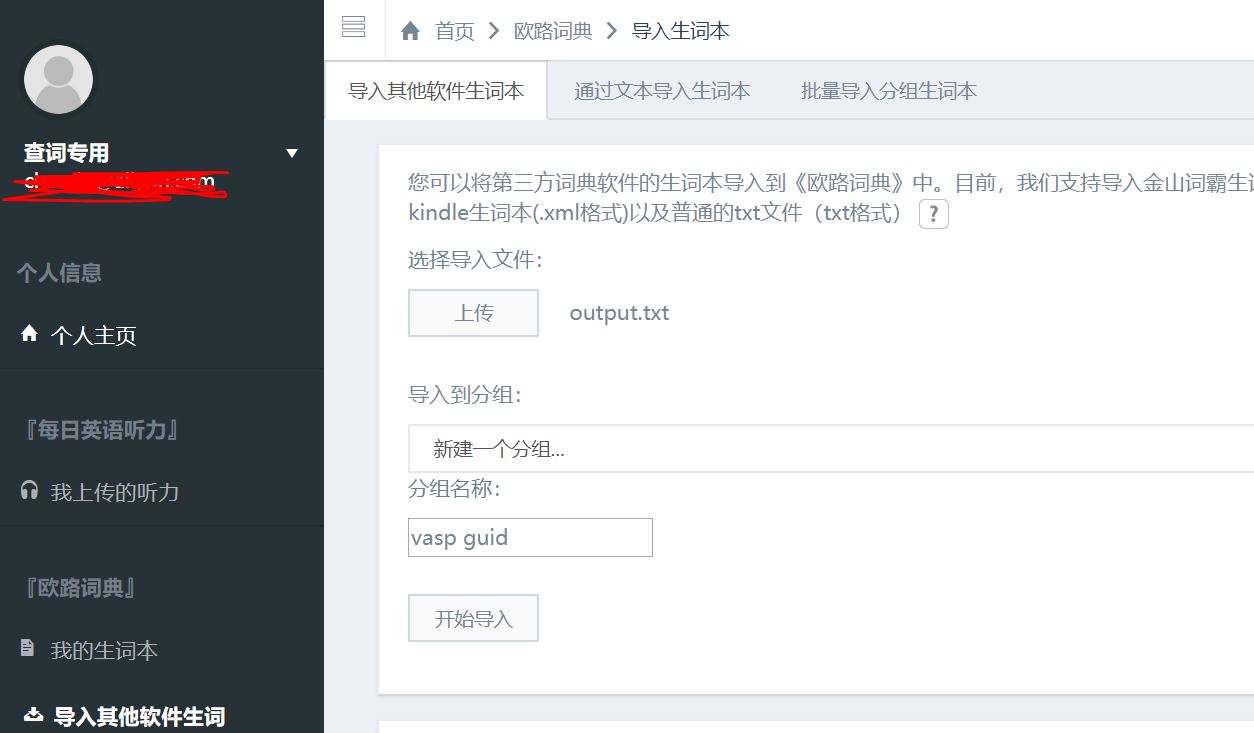 首页 > 欧路词典 > 导入生词本
导入其他软件生词本 通过文本导入生词本 批量导入分组生词本
查词专用
个人信息
个人主页
『每日英语听力』
我上传的听力
『欧路词典』
我的生词本
导入其他软件生词
您可以将第三方词典软件的生词本导入到《欧路词典》中。目前，我们支持导入金山词霸生词
kindle生词本(.xml格式)以及普通的txt文件（txt格式） ?
选择导入文件：
上传 output.txt
导入到分组：
新建一个分组...
分组名称：
vasp guid
开始导入